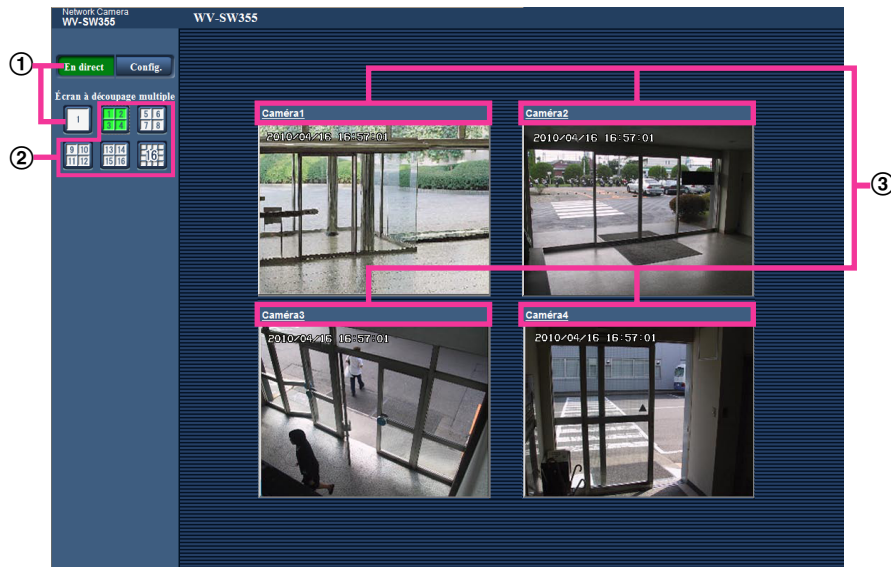 Network Camera
WV-SW355
WV-SW355
①
En direct
Config.
Écran à découpage multiple
1
1 2
3 4
5 6
7 8
②
9 10
11 12
13 14
15 16
16
③
Caméra1
2010/04/16 16:57:01
Caméra2
2010/04/16 16:57:01
Caméra3
2010/04/16 16:57:01
Caméra4
2010/04/16 16:57:01